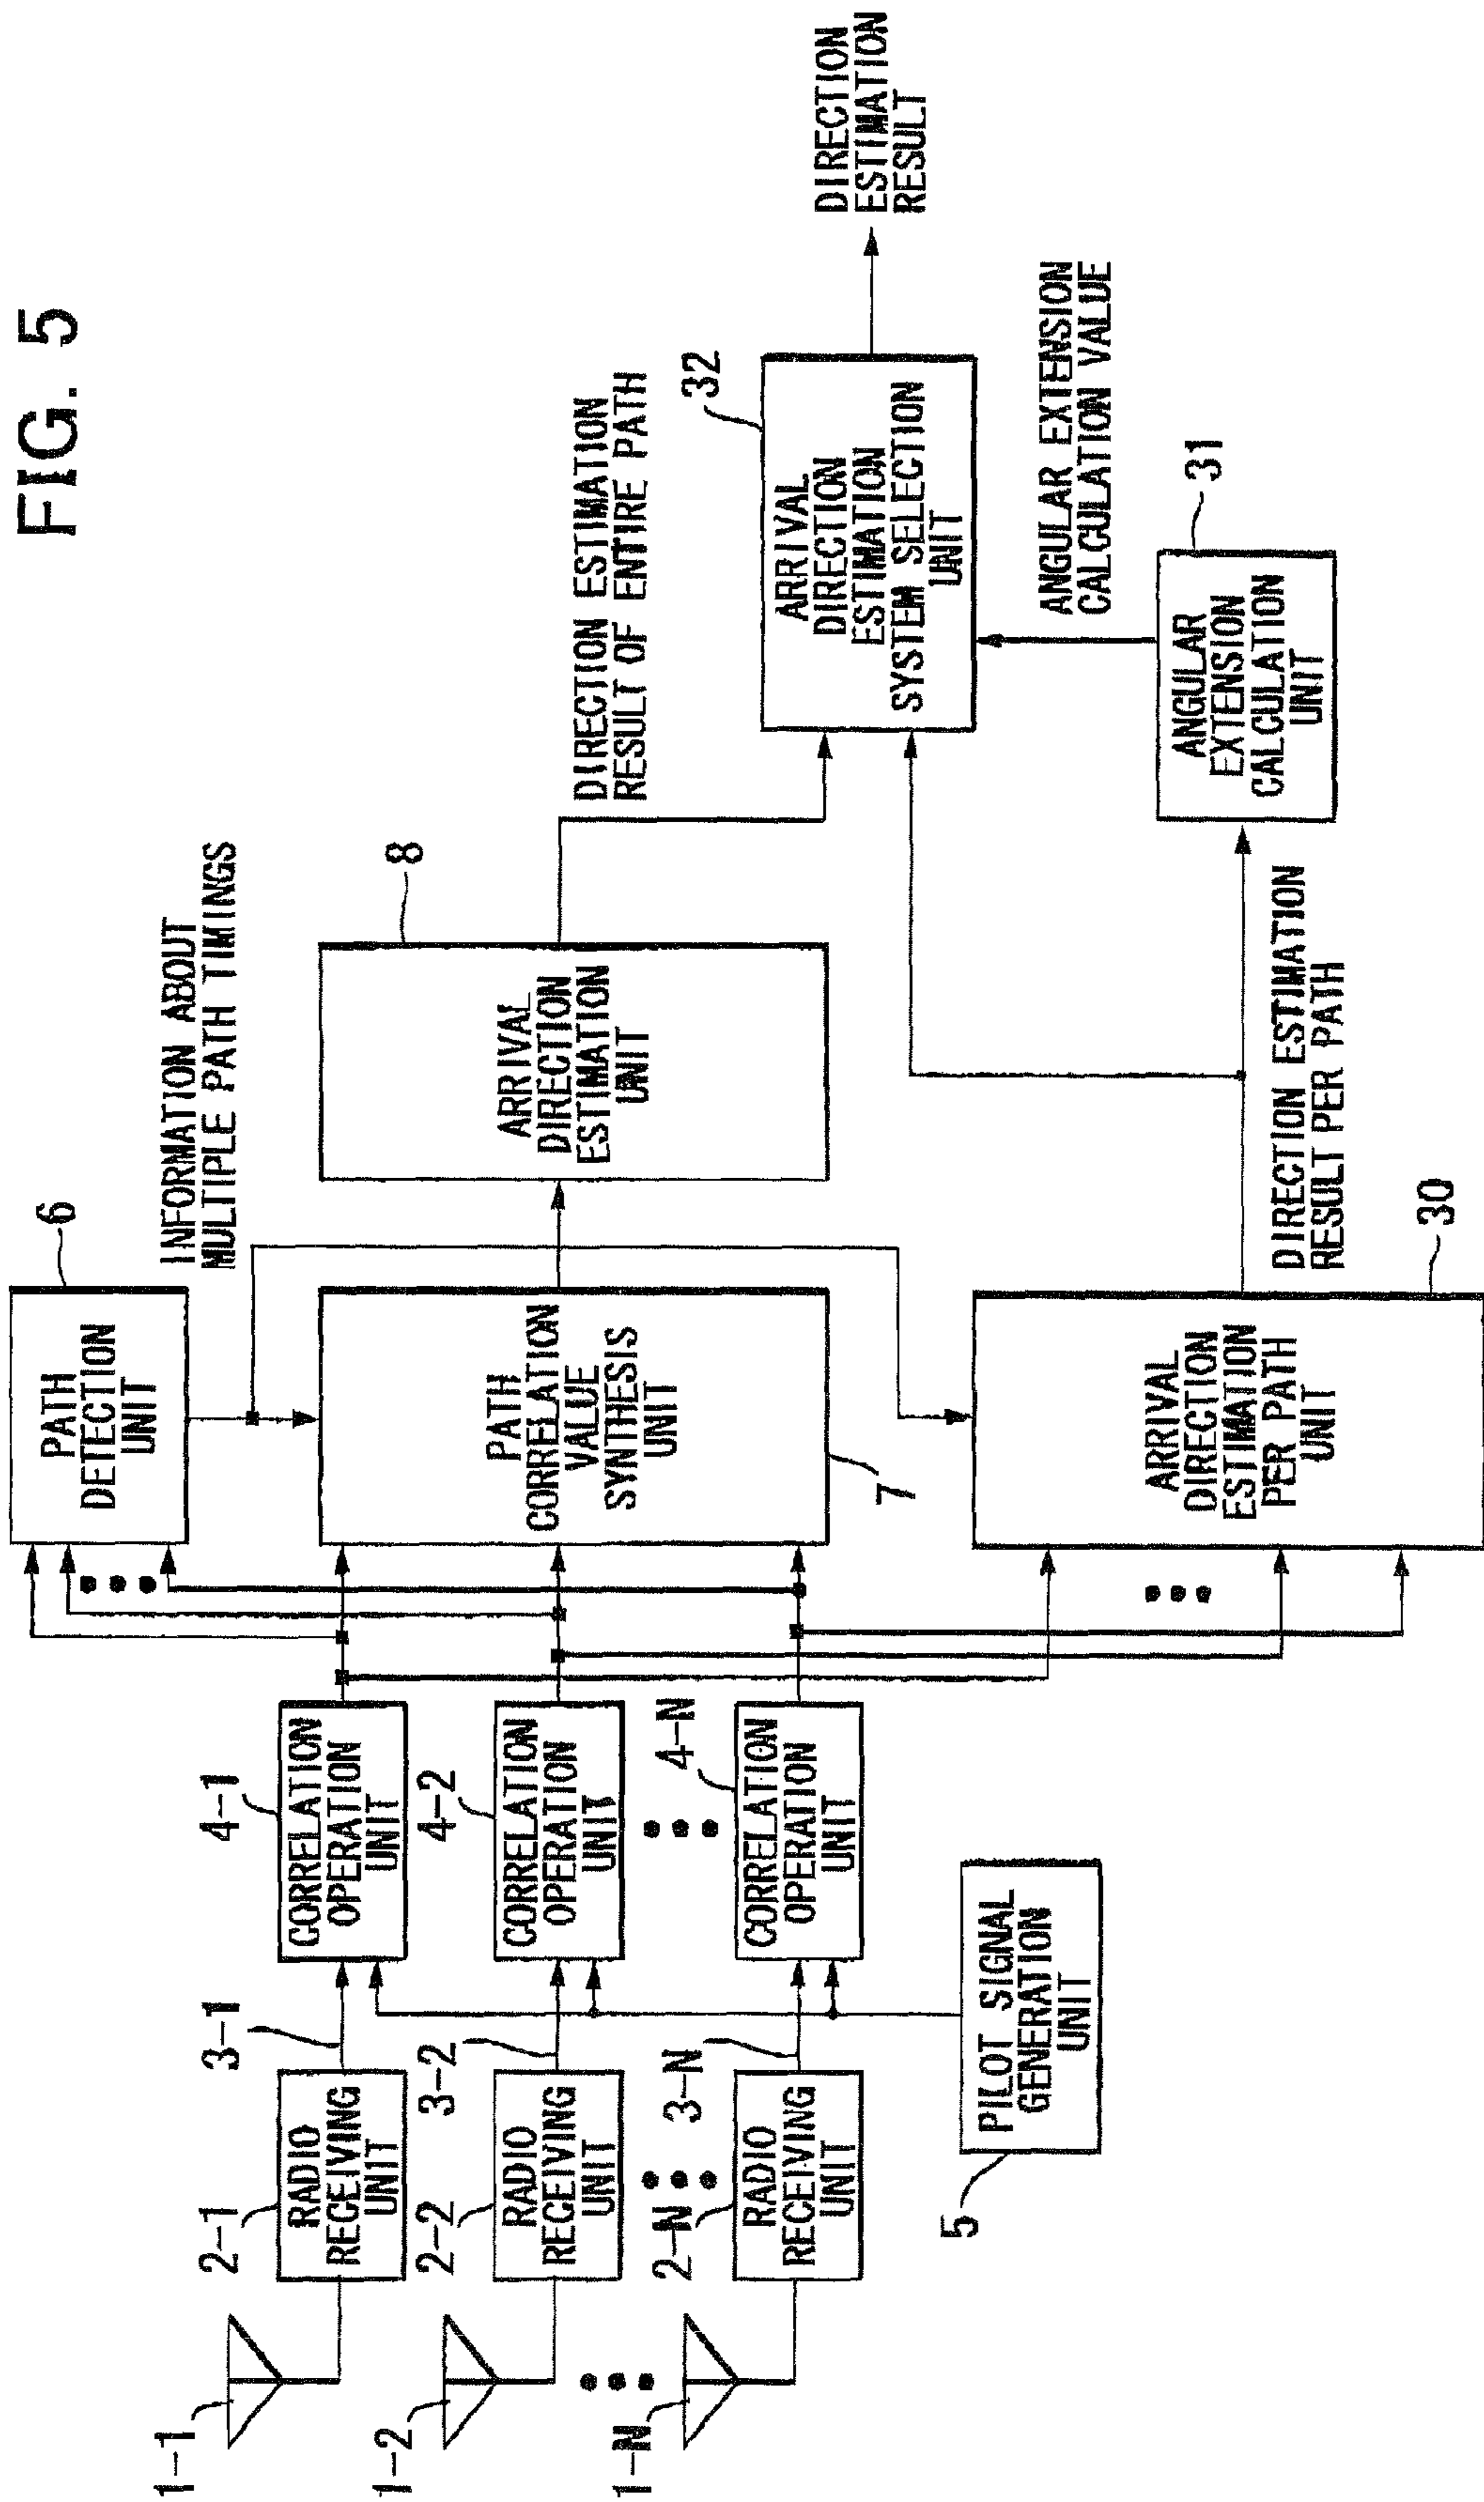 FIG. 5
1-1
2-1
RADIO
RECEIVING
UNIT
3-1
4-1
CORRELATION
OPERATION
UNIT
1-2
2-2
RADIO
RECEIVING
UNIT
3-2
4-2
CORRELATION
OPERATION
UNIT
1-N
2-N
RADIO
RECEIVING
UNIT
3-N
4-N
CORRELATION
OPERATION
UNIT
5
PILOT SIGNAL
GENERATION
UNIT
6
PATH
DETECTION
UNIT
INFORMATION ABOUT
MULTIPLE PATH TIMINGS
PATH
CORRELATION
VALUE
SYNTHESIS
UNIT
7
8
ARRIVAL
DIRECTION
ESTIMATION
UNIT
DIRECTION ESTIMATION
RESULT OF ENTIRE PATH
ARRIVAL
DIRECTION
ESTIMATION
PER PATH
UNIT
30
DIRECTION ESTIMATION
RESULT PER PATH
31
ANGULAR
EXTENSION
CALCULATION
UNIT
ANGULAR EXTENSION
CALCULATION VALUE
32
ARRIVAL
DIRECTION
ESTIMATION
SYSTEM SELECTION
UNIT
DIRECTION
ESTIMATION
RESULT